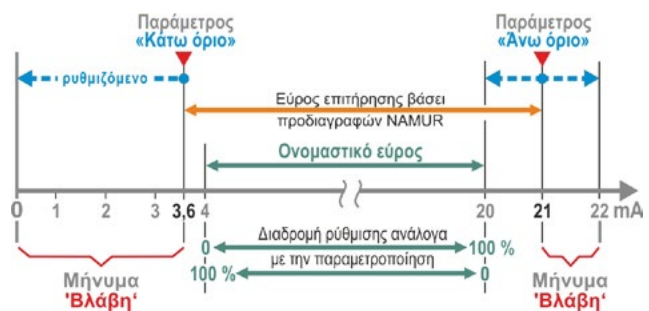 Παράμετρος
«Κάτω όριο»
Παράμετρος
«Άνω όριο»
ρυθμιζόμενο
Εύρος επιτήρησης βάσει
προδιαγραφών NAMUR
Ονομαστικό εύρος
0 1 2 3 3,6 4 20 21 22 mA
0 Διαδρομή ρύθμισης ανάλογα 100 %
100 % με την παραμετροποίηση 0
Μήνυμα
'Βλάβη‘
Μήνυμα
'Βλάβη‘